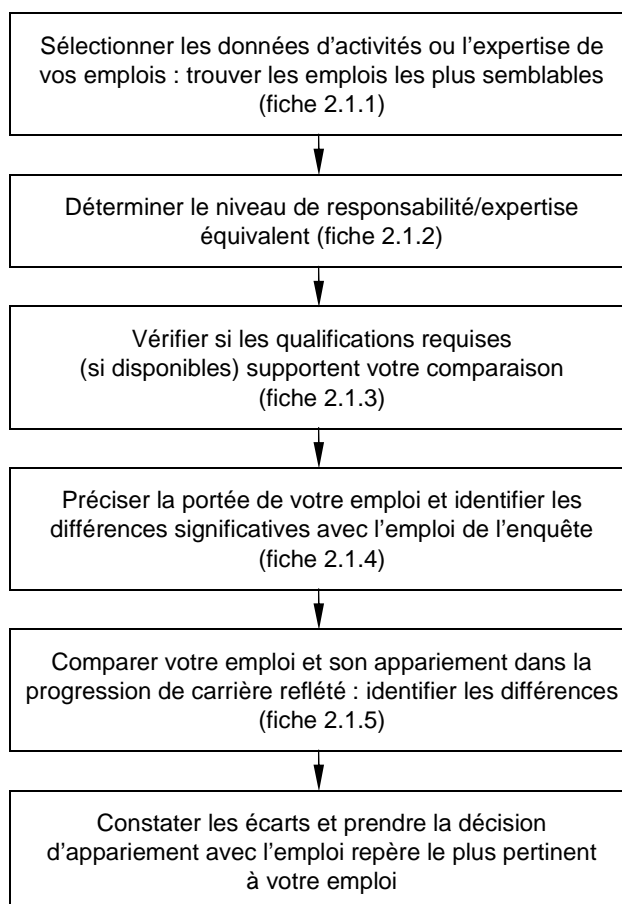 Sélectionner les données d’activités ou l’expertise de
vos emplois : trouver les emplois les plus semblables
(fiche 2.1.1)
Déterminer le niveau de responsabilité/expertise
équivalent (fiche 2.1.2)
Vérifier si les qualifications requises
(si disponibles) supportent votre comparaison
(fiche 2.1.3)
Préciser la portée de votre emploi et identifier les
différences significatives avec l’emploi de l’enquête
(fiche 2.1.4)
Comparer votre emploi et son appariement dans la
progression de carrière reflété : identifier les différences
(fiche 2.1.5)
Constater les écarts et prendre la décision
d’appariement avec l’emploi repère le plus pertinent
à votre emploi